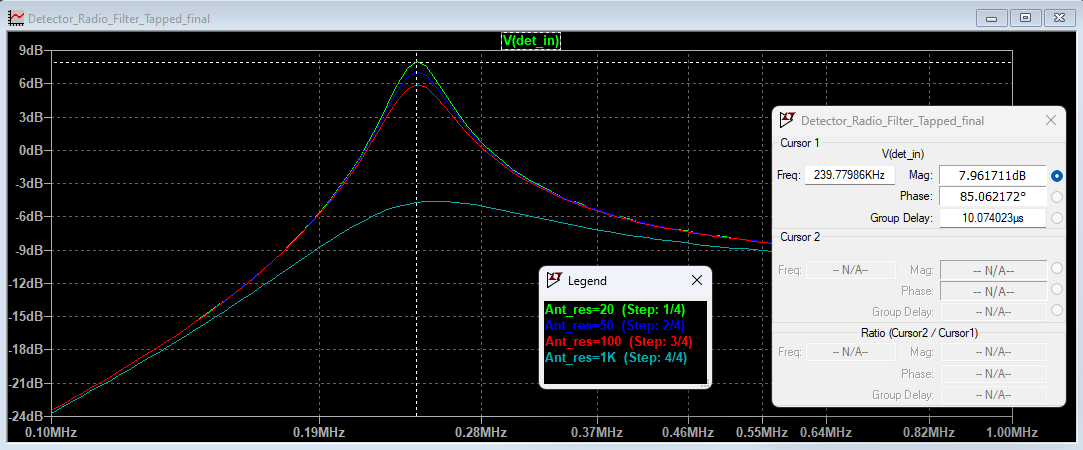 Detector_Radio_Filter_Tapped_final
V(det_in)
9dB
6dB
3dB
0dB
-3dB
-6dB
-9dB
-12dB
-15dB
-18dB
-21dB
-24dB
0.10MHz
0.19MHz
0.28MHz
0.37MHz
0.46MHz
0.55MHz
0.64MHz
0.82MHz
1.00MHz
Legend
Ant_res=20 (Step: 1/4)
Ant_res=50 (Step: 2/4)
Ant_res=100 (Step: 3/4)
Ant_res=1K (Step: 4/4)
Detector_Radio_Filter_Tapped_final
Cursor 1
V(det_in)
Freq: 239.77986KHz Mag: 7.961711dB
Phase: 85.062172°
Group Delay: 10.074023µs
Cursor 2
Freq: -- N/A-- Mag: -- N/A--
Phase: -- N/A--
Group Delay: -- N/A--
Ratio (Cursor2 / Cursor1)
Freq: -- N/A-- Mag: -- N/A--
Phase: -- N/A--
Group Delay: -- N/A--